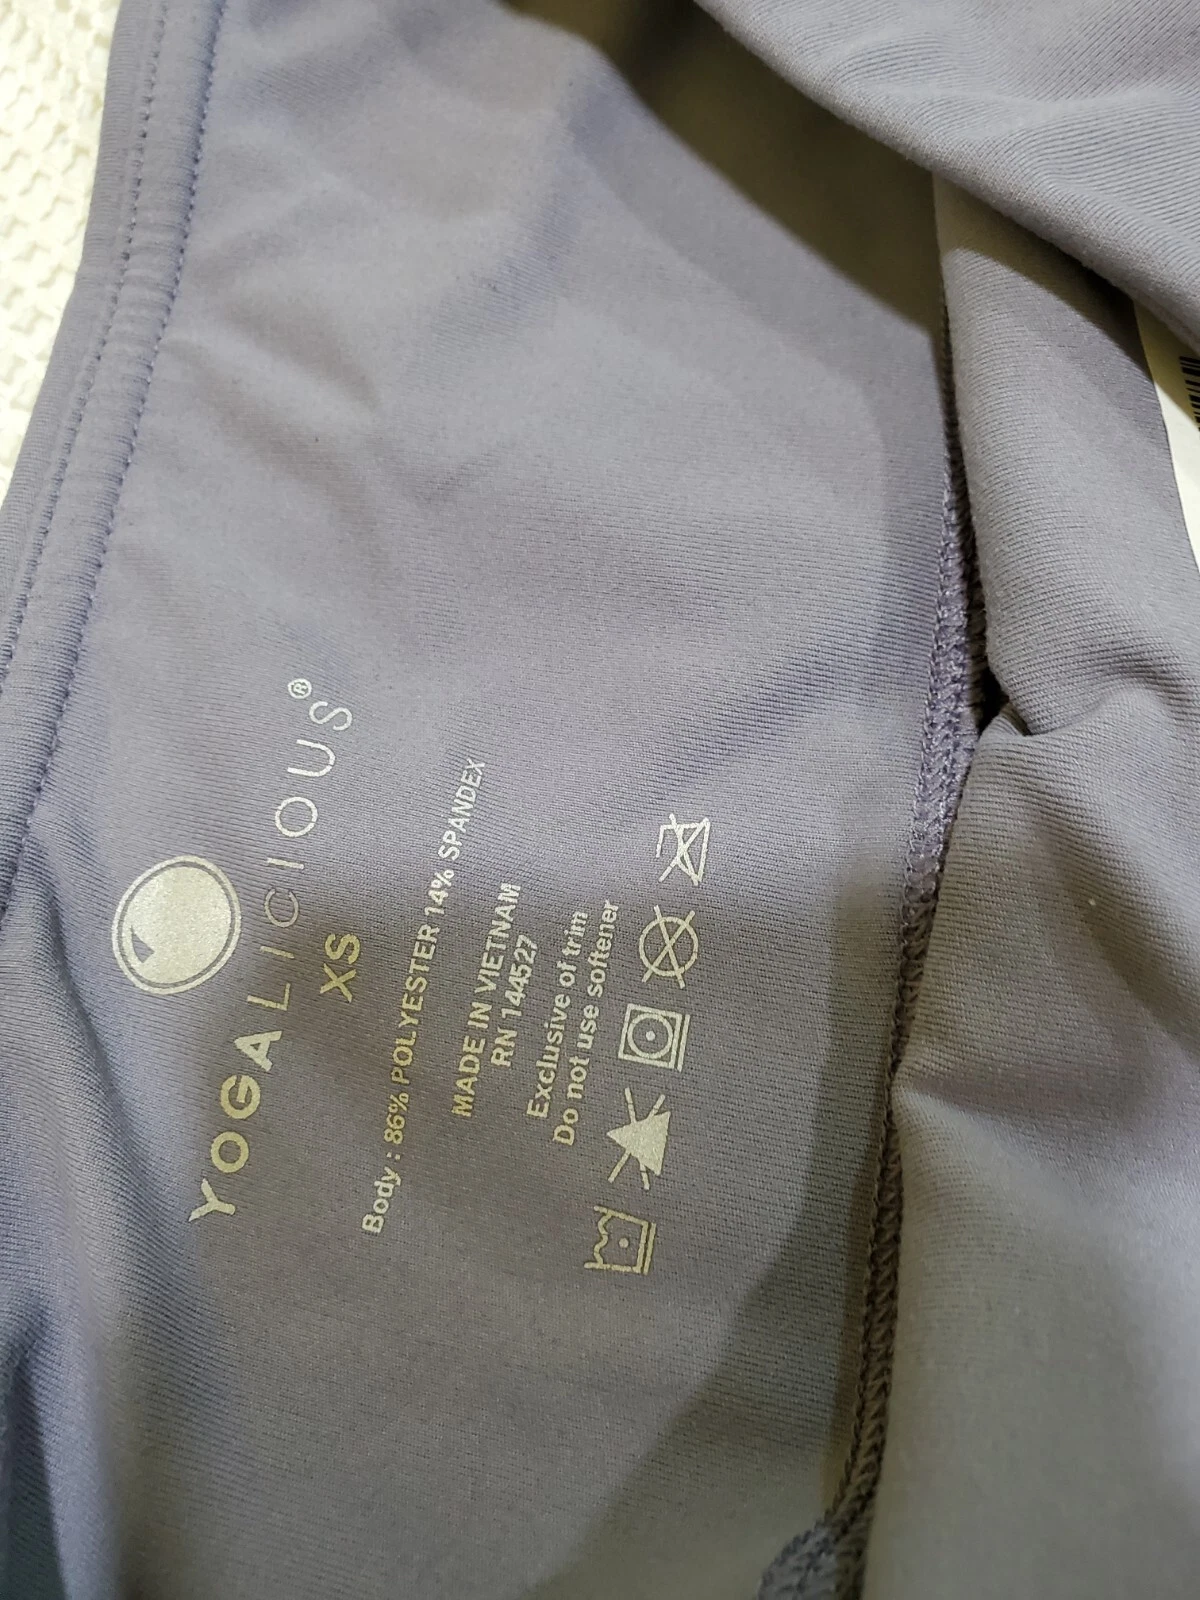 YOGALICIOUS®
XS
Body : 86% POLYESTER 14% SPANDEX
MADE IN VIETNAM
RN 144527
Exclusive of trim
Do not use softener